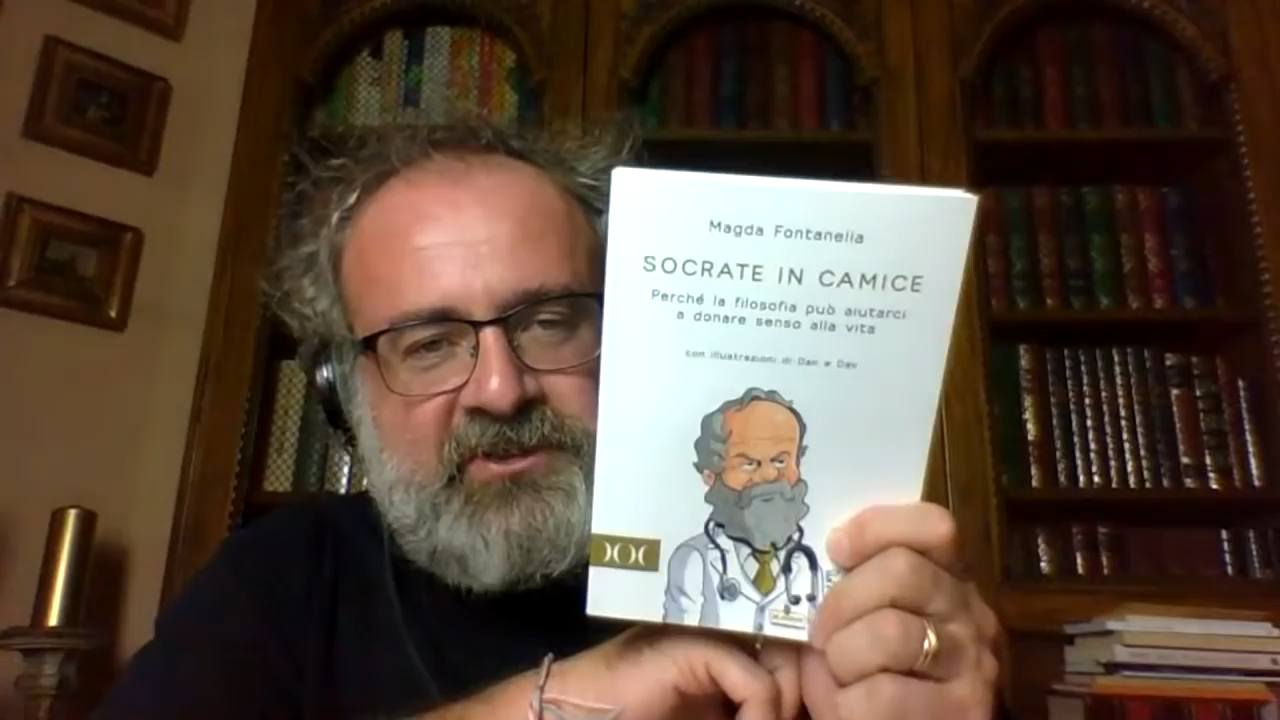 Magda Fontanella
SOCRATE IN CAMICE
Perché la filosofia può aiutarci
a donare senso alla vita
con illustrazioni di Dan e Dav